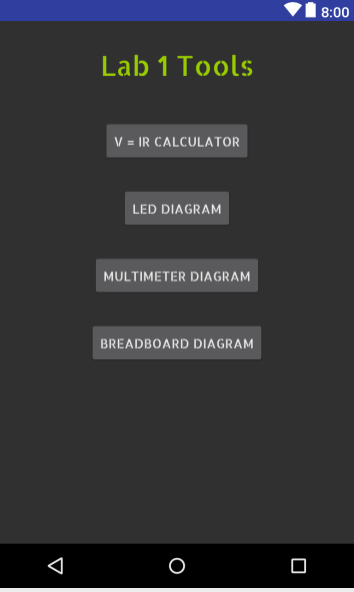 8:00
Lab 1 Tools
V = IR CALCULATOR
LED DIAGRAM
MULTIMETER DIAGRAM
BREADBOARD DIAGRAM